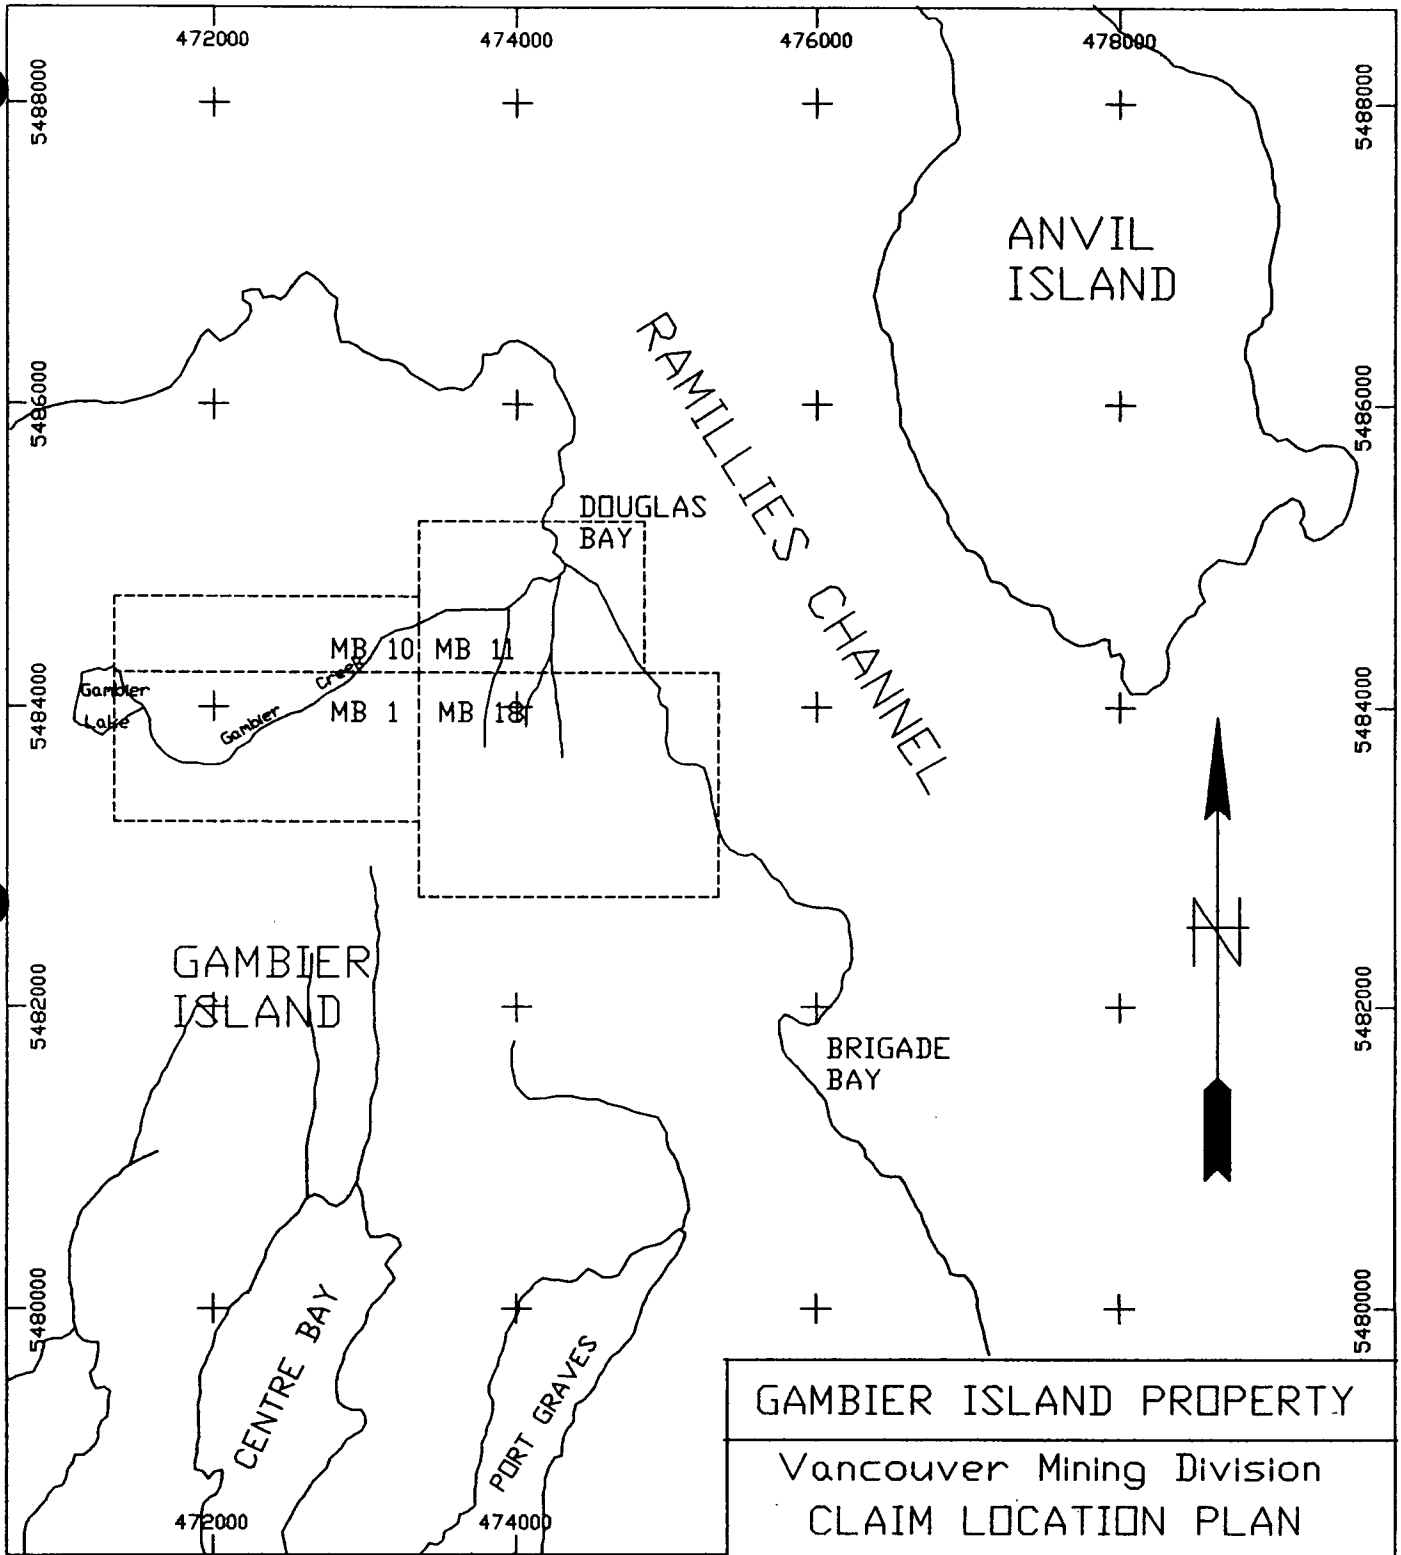 472000
474000
476000
478000
5488000
5488000
ANVIL
ISLAND
RAMILLIES CHANNEL
5486000
5486000
DOUGLAS
BAY
MB 10
MB 11
Gambier
Lake
Gambier
Creek
MB 1
MB 18
5484000
5484000
GAMBIER
ISLAND
N
5482000
5482000
BRIGADE
BAY
5480000
5480000
CENTRE BAY
PORT GRAVES
GAMBIER ISLAND PROPERTY
Vancouver Mining Division
CLAIM LOCATION PLAN
472000
474000